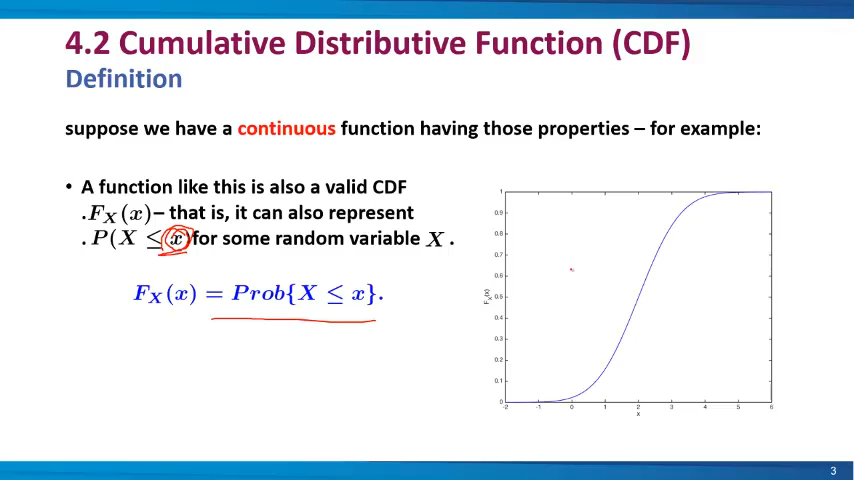 4.2 Cumulative Distributive Function (CDF)
Definition
suppose we have a continuous function having those properties – for example:
• A function like this is also a valid CDF
.F_X(x)– that is, it can also represent
. P(X ≤ x) for some random variable X .
F_X(x) = Prob{X ≤ x}.
1
0.9
0.8
0.7
0.6
0.5
0.4
0.3
0.2
0.1
0
F_X(x)
-2 -1 0 1 2 3 4 5 6
x
3